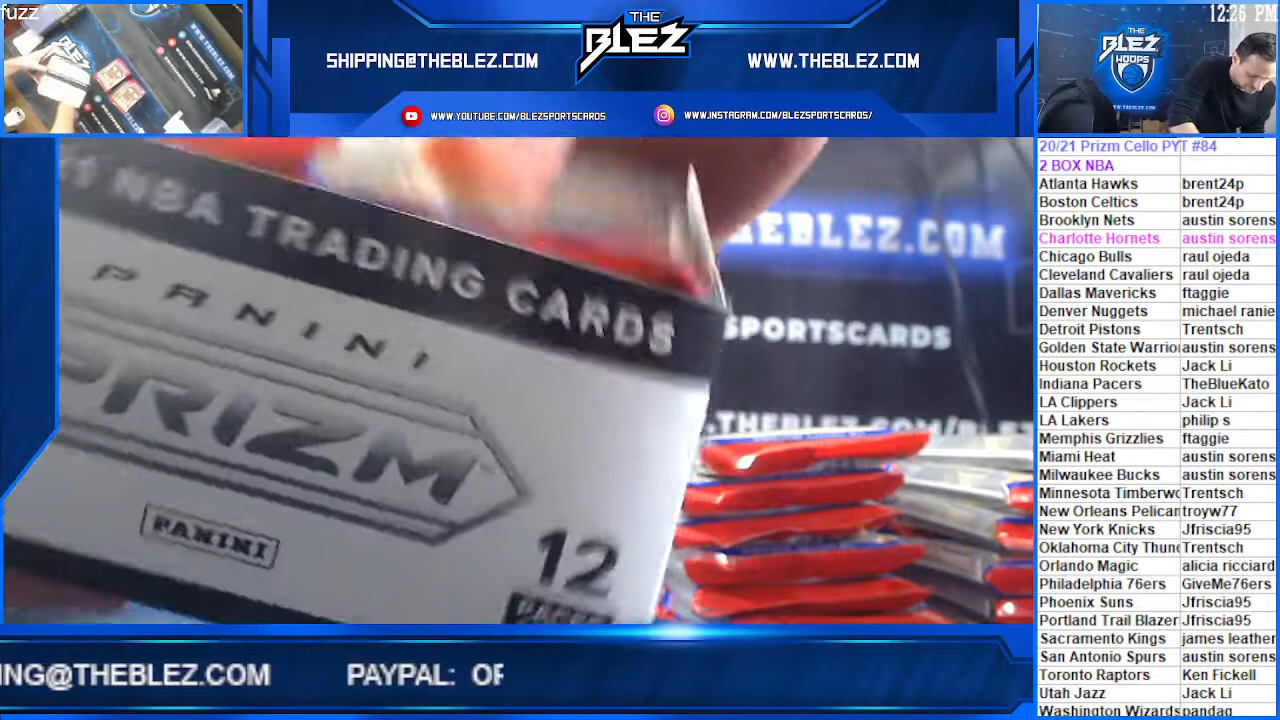 fuzz
SHIPPING@THEBLEZ.COM
THE
BLEZ
WWW.THEBLEZ.COM
WWW.YOUTUBE.COM/BLEZSPORTSCARDS
WWW.INSTAGRAM.COM/BLEZSPORTSCARDS/
12:26 PM
THE
BLEZ
HOOPS
NBA TRADING CARDS
PANINI
PRIZM
PANINI
12
EBLEZ.COM
SPORTSCARDS
.THEBLEZ.COM/BLEZ
ING@THEBLEZ.COM PAYPAL: OF
20/21 Prizm Cello PYT #84
2 BOX NBA
Atlanta Hawks brent24p
Boston Celtics brent24p
Brooklyn Nets austin sorens
Charlotte Hornets austin sorens
Chicago Bulls raul ojeda
Cleveland Cavaliers raul ojeda
Dallas Mavericks ftaggie
Denver Nuggets michael ranie
Detroit Pistons Trentsch
Golden State Warrio austin sorens
Houston Rockets Jack Li
Indiana Pacers TheBlueKato
LA Clippers Jack Li
LA Lakers philip s
Memphis Grizzlies ftaggie
Miami Heat austin sorens
Milwaukee Bucks austin sorens
Minnesota Timberwo Trentsch
New Orleans Pelican troyw77
New York Knicks Jfriscia95
Oklahoma City Thun Trentsch
Orlando Magic alicia ricciard
Philadelphia 76ers GiveMe76ers
Phoenix Suns Jfriscia95
Portland Trail Blazer Jfriscia95
Sacramento Kings james leather
San Antonio Spurs austin sorens
Toronto Raptors Ken Fickell
Utah Jazz Jack Li
Washington Wizards pandag